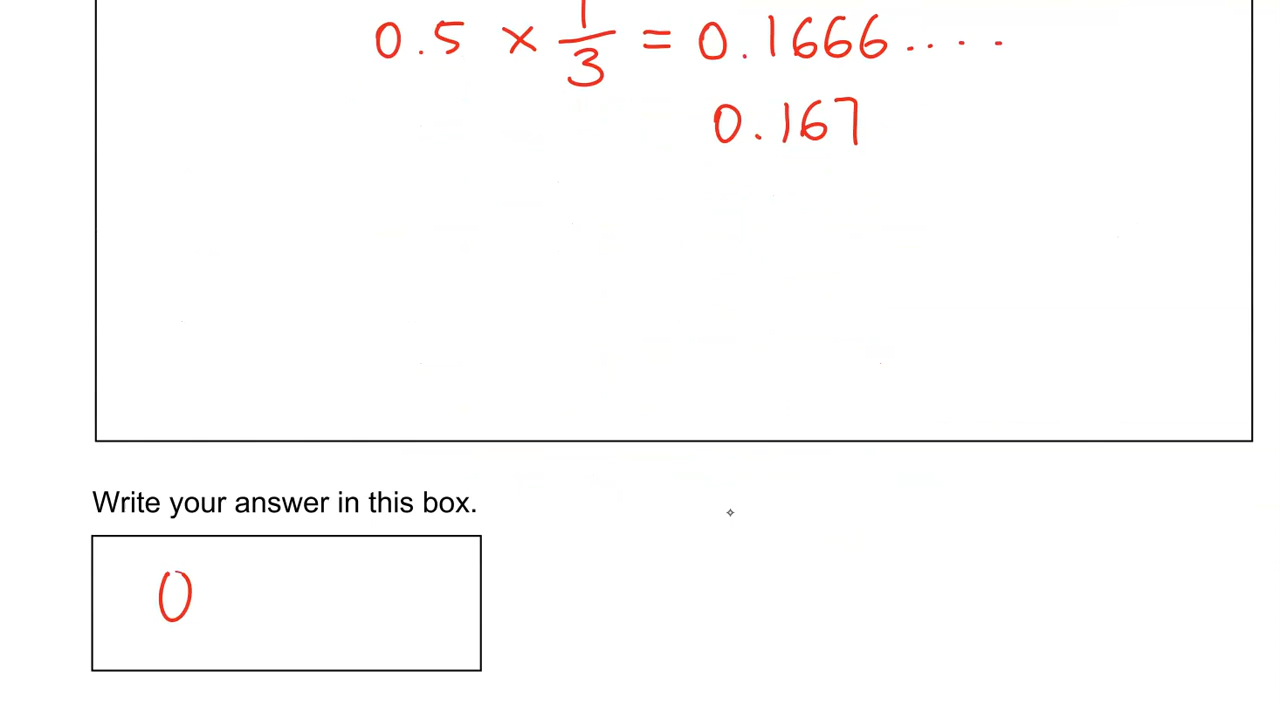 0.5 × 1/3 = 0.1666....
0.167
Write your answer in this box.
0